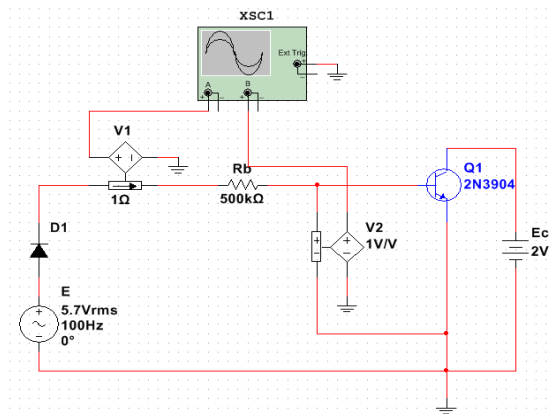 XSC1
Ext Trig
+
−
A
B
+ −
+ −
V1
+ −
1Ω
Rb
500kΩ
Q1
2N3904
D1
V2
1V/V
+
−
+
−
Ec
2V
E
5.7Vrms
100Hz
0°
+
−